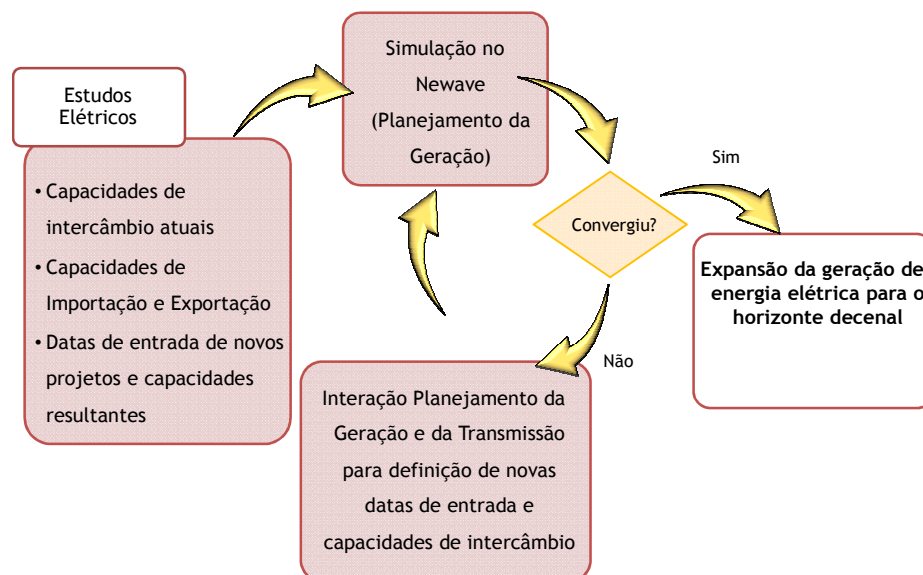 Estudos
Elétricos
• Capacidades de
intercâmbio atuais
• Capacidades de
Importação e Exportação
• Datas de entrada de novos
projetos e capacidades
resultantes
Simulação no
Newave
(Planejamento da
Geração)
Convergiu?
Sim
Expansão da geração de
energia elétrica para o
horizonte decenal
Não
Interação Planejamento da
Geração e da Transmissão
para definição de novas
datas de entrada e
capacidades de intercâmbio